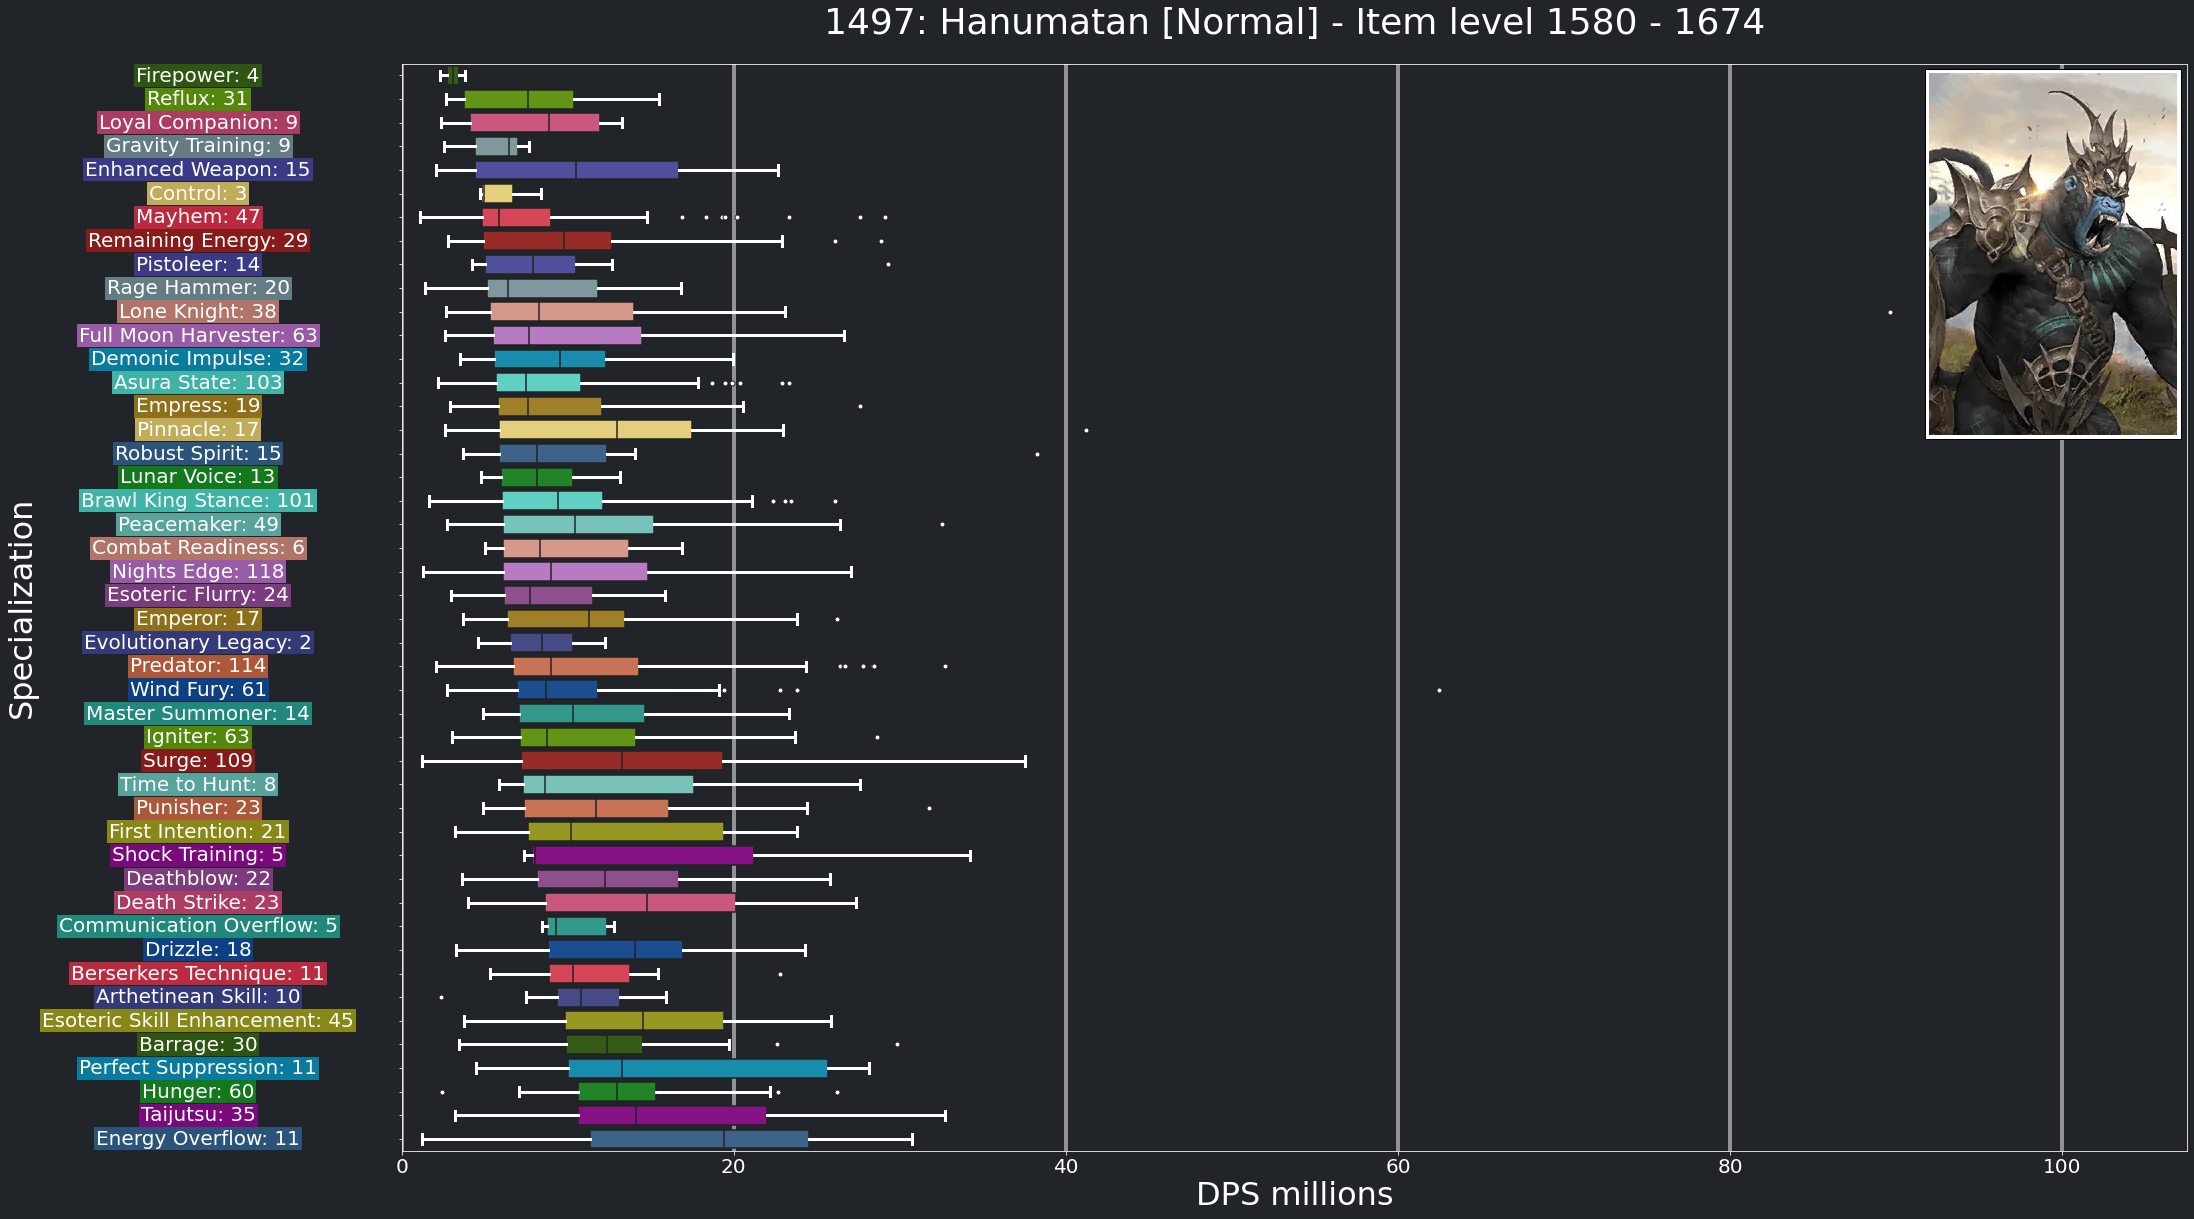 1497: Hanumatan [Normal] - Item level 1580 - 1674
Firepower: 4
Reflux: 31
Loyal Companion: 9
Gravity Training: 9
Enhanced Weapon: 15
Control: 3
Mayhem: 47
Remaining Energy: 29
Pistoleer: 14
Rage Hammer: 20
Lone Knight: 38
Full Moon Harvester: 63
Demonic Impulse: 32
Asura State: 103
Empress: 19
Pinnacle: 17
Robust Spirit: 15
Lunar Voice: 13
Brawl King Stance: 101
Peacemaker: 49
Combat Readiness: 6
Nights Edge: 118
Esoteric Flurry: 24
Emperor: 17
Evolutionary Legacy: 2
Predator: 114
Wind Fury: 61
Master Summoner: 14
Igniter: 63
Surge: 109
Time to Hunt: 8
Punisher: 23
First Intention: 21
Shock Training: 5
Deathblow: 22
Death Strike: 23
Communication Overflow: 5
Drizzle: 18
Berserkers Technique: 11
Arthetinean Skill: 10
Esoteric Skill Enhancement: 45
Barrage: 30
Perfect Suppression: 11
Hunger: 60
Taijutsu: 35
Energy Overflow: 11
Specialization
0 20 40 60 80 100
DPS millions